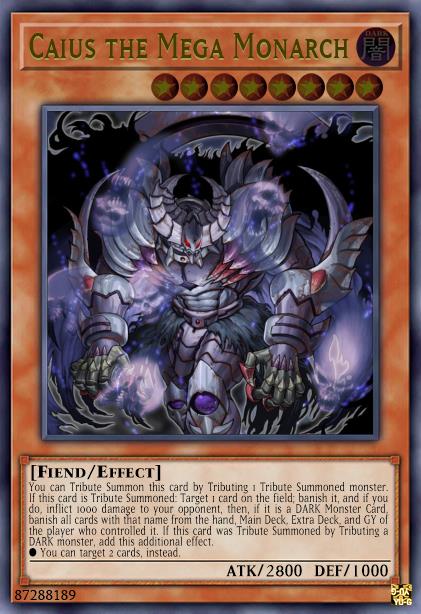 CAIUS THE MEGA MONARCH
DARK
闇
[FIEND/EFFECT]
You can Tribute Summon this card by Tributing 1 Tribute Summoned monster.
If this card is Tribute Summoned: Target 1 card on the field; banish it, and if you
do, inflict 1000 damage to your opponent, then, if it is a DARK Monster Card,
banish all cards with that name from the hand, Main Deck, Extra Deck, and GY of
the player who controlled it. If this card was Tribute Summoned by Tributing a
DARK monster, add this additional effect.
● You can target 2 cards, instead.
ATK/2800 DEF/1000
87288189